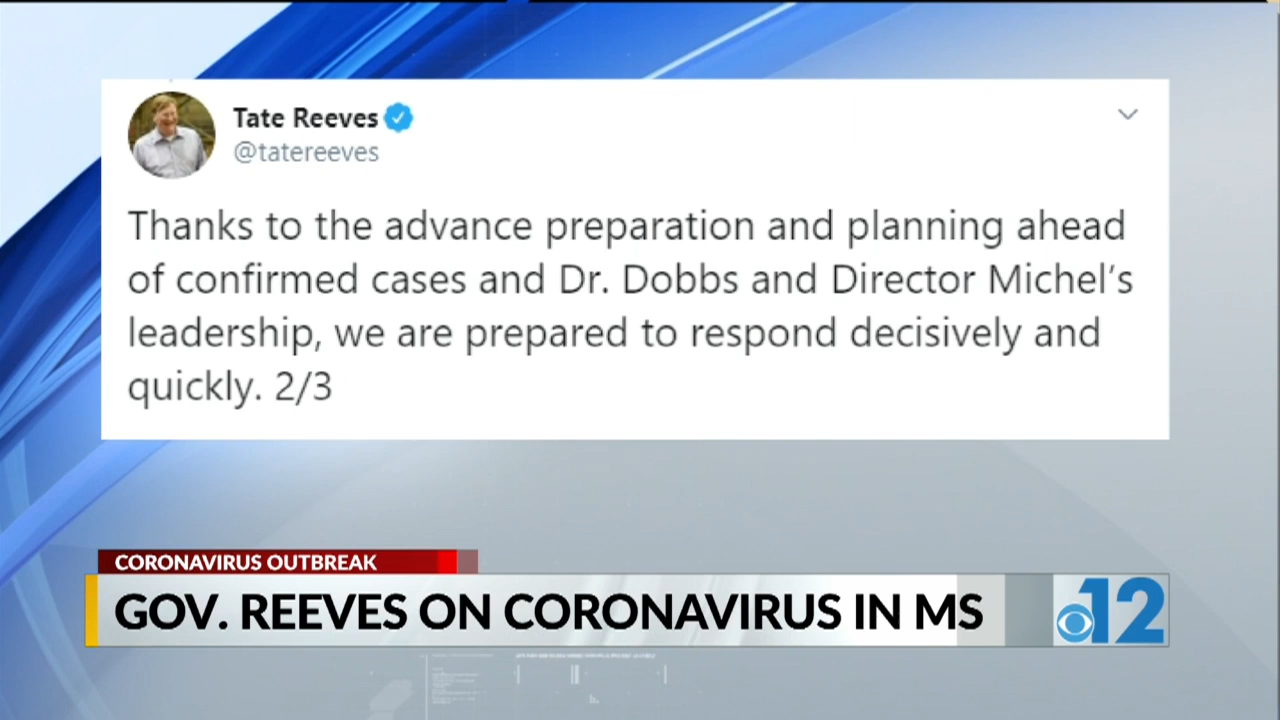 Tate Reeves
@tatereeves
Thanks to the advance preparation and planning ahead
of confirmed cases and Dr. Dobbs and Director Michel's
leadership, we are prepared to respond decisively and
quickly. 2/3
CORONAVIRUS OUTBREAK
GOV. REEVES ON CORONAVIRUS IN MS
12